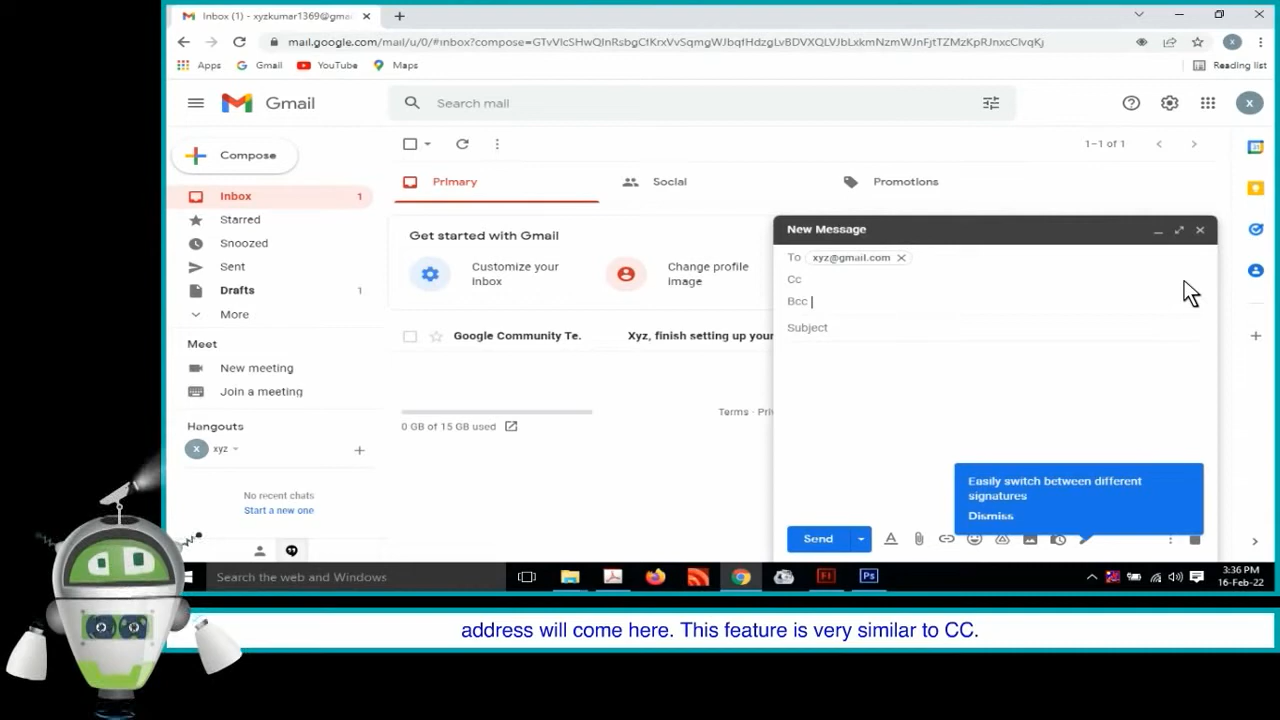 Inbox (1) - xyzkumar1369@gma
mail.google.com/mail/u/0/#inbox?compose=
Apps Gmail YouTube Maps Reading list
Gmail
Search mail
x
Compose
1–1 of 1
Inbox 1
Starred
Snoozed
Sent
Drafts 1
More
Meet
New meeting
Join a meeting
Hangouts
xyz
No recent chats
Start a new one
Primary Social Promotions
Get started with Gmail
Customize your inbox
Change profile image
Google Community Te. Xyz, finish setting up your
0 GB of 15 GB used
Terms · Pri
New Message
To xyz@gmail.com
Cc
Bcc
Subject
Easily switch between different
signatures
Dismiss
Send
Search the web and Windows
Ps
3:36 PM
16-Feb-22
address will come here. This feature is very similar to CC.